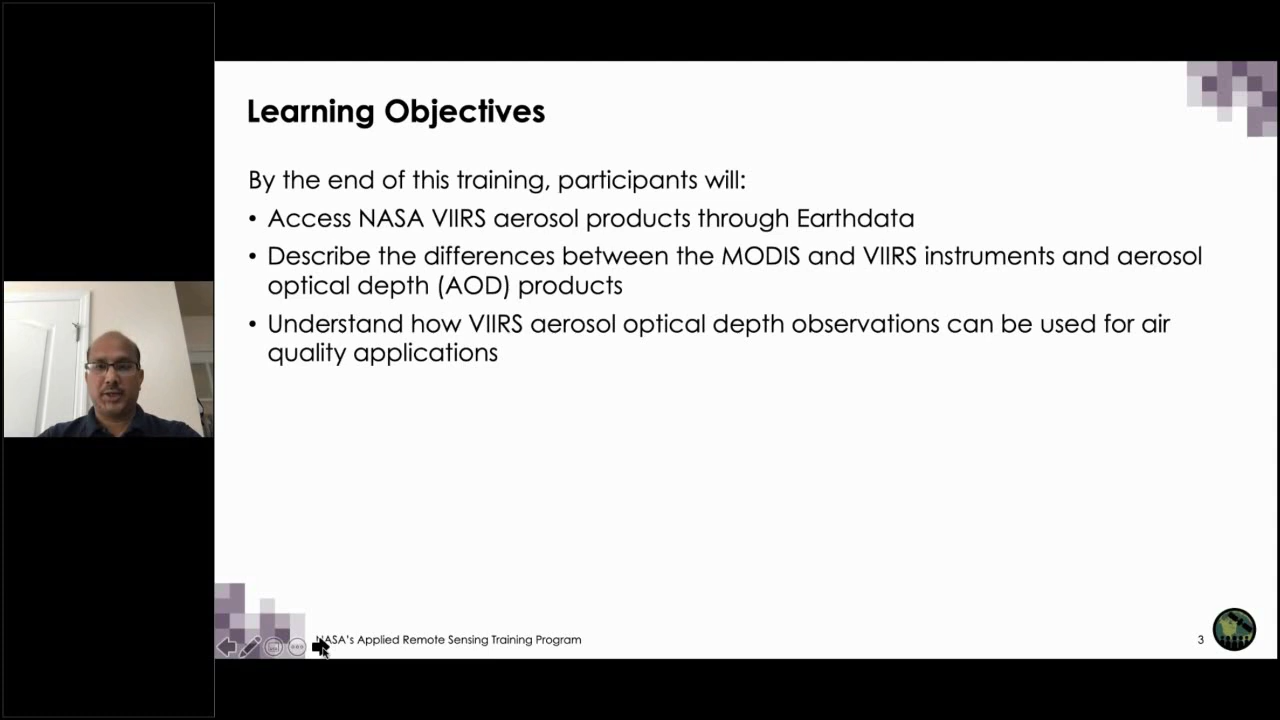 Learning Objectives
By the end of this training, participants will:
• Access NASA VIIRS aerosol products through Earthdata
• Describe the differences between the MODIS and VIIRS instruments and aerosol
optical depth (AOD) products
• Understand how VIIRS aerosol optical depth observations can be used for air
quality applications
NASA's Applied Remote Sensing Training Program
3